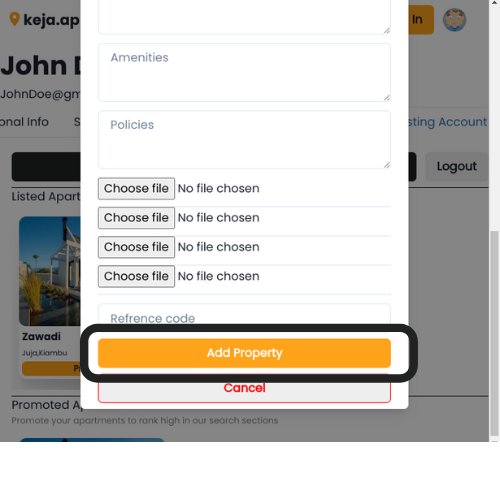 keja.ap
In
John D
JohnDoe@gm
onal Info
S
sting Account
Amenities
Policies
Logout
Listed Apart
Choose file No file chosen
Choose file No file chosen
Choose file No file chosen
Choose file No file chosen
Refrence code
Zawadi
Juja,Kiambu
P
Add Property
Cancel
Promoted A
Promote your apartments to rank high in our search sections